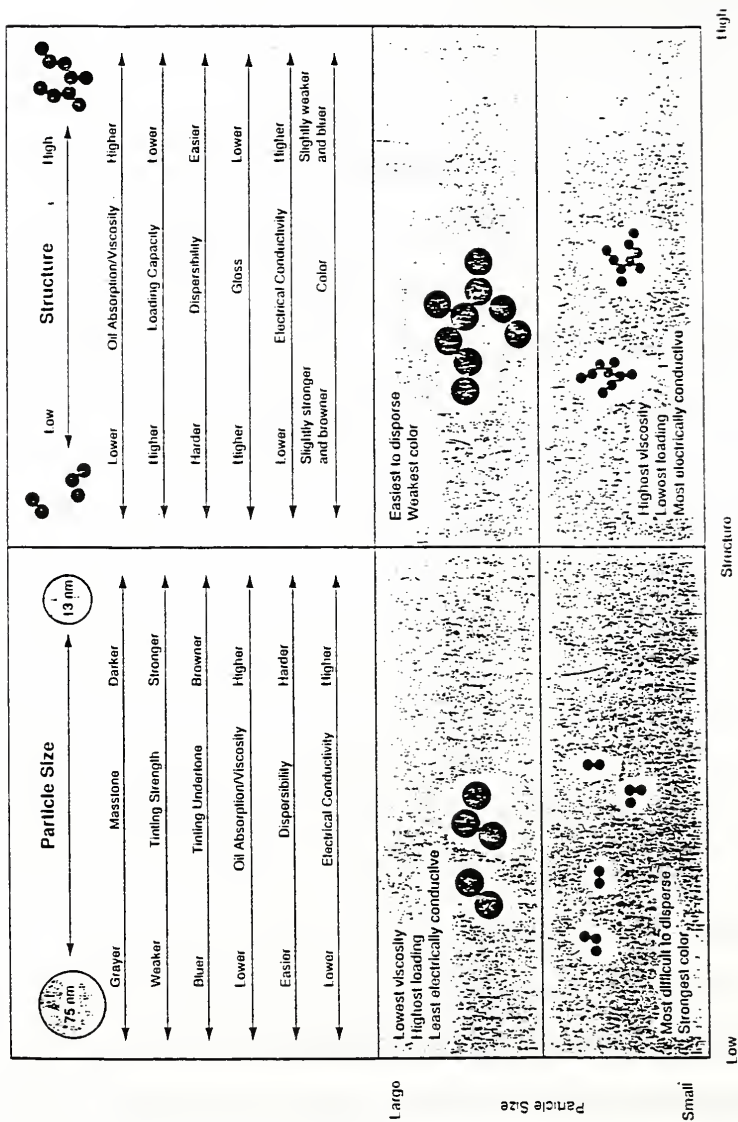 Particle Size
75 nm
13 nm
Grayer Masstone Darker
Weaker Tinting Strength Stronger
Bluer Tinting Undertone Browner
Lower Oil Absorption/Viscosity Higher
Easier Dispersibility Harder
Lower Electrical Conductivity Higher
Structure
Low
High
Lower Oil Absorption/Viscosity Higher
Higher Loading Capacity Lower
Harder Dispersibility Easier
Higher Gloss Lower
Lower Electrical Conductivity Higher
Slightly stronger Slightly weaker
and browner Color and bluer
Large
Particle Size
Small
Lowest viscosity
Highest loading
Least electrically conductive
Easiest to disperse
Weakest color
Most difficult to disperse
Strongest color
Highest viscosity
Lowest loading
Most electrically conductive
Low
Structure
High